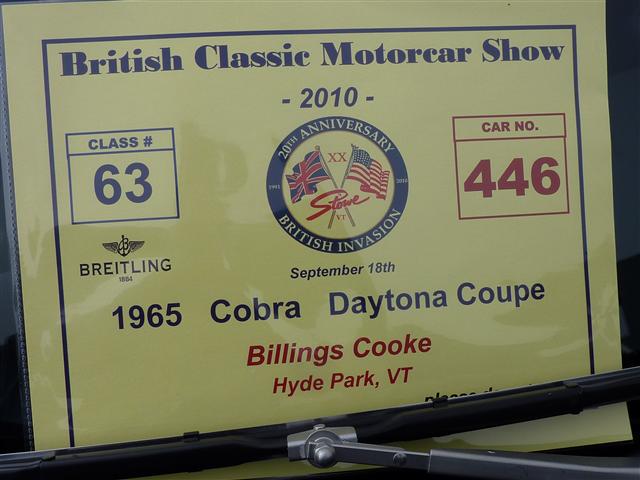 British Classic Motorcar Show
- 2010 -
CLASS #
63
CAR NO.
446
20TH ANNIVERSARY
XX
1991
2010
Stowe
VT
BRITISH INVASION
BREITLING
1884
September 18th
1965 Cobra Daytona Coupe
Billings Cooke
Hyde Park, VT
please